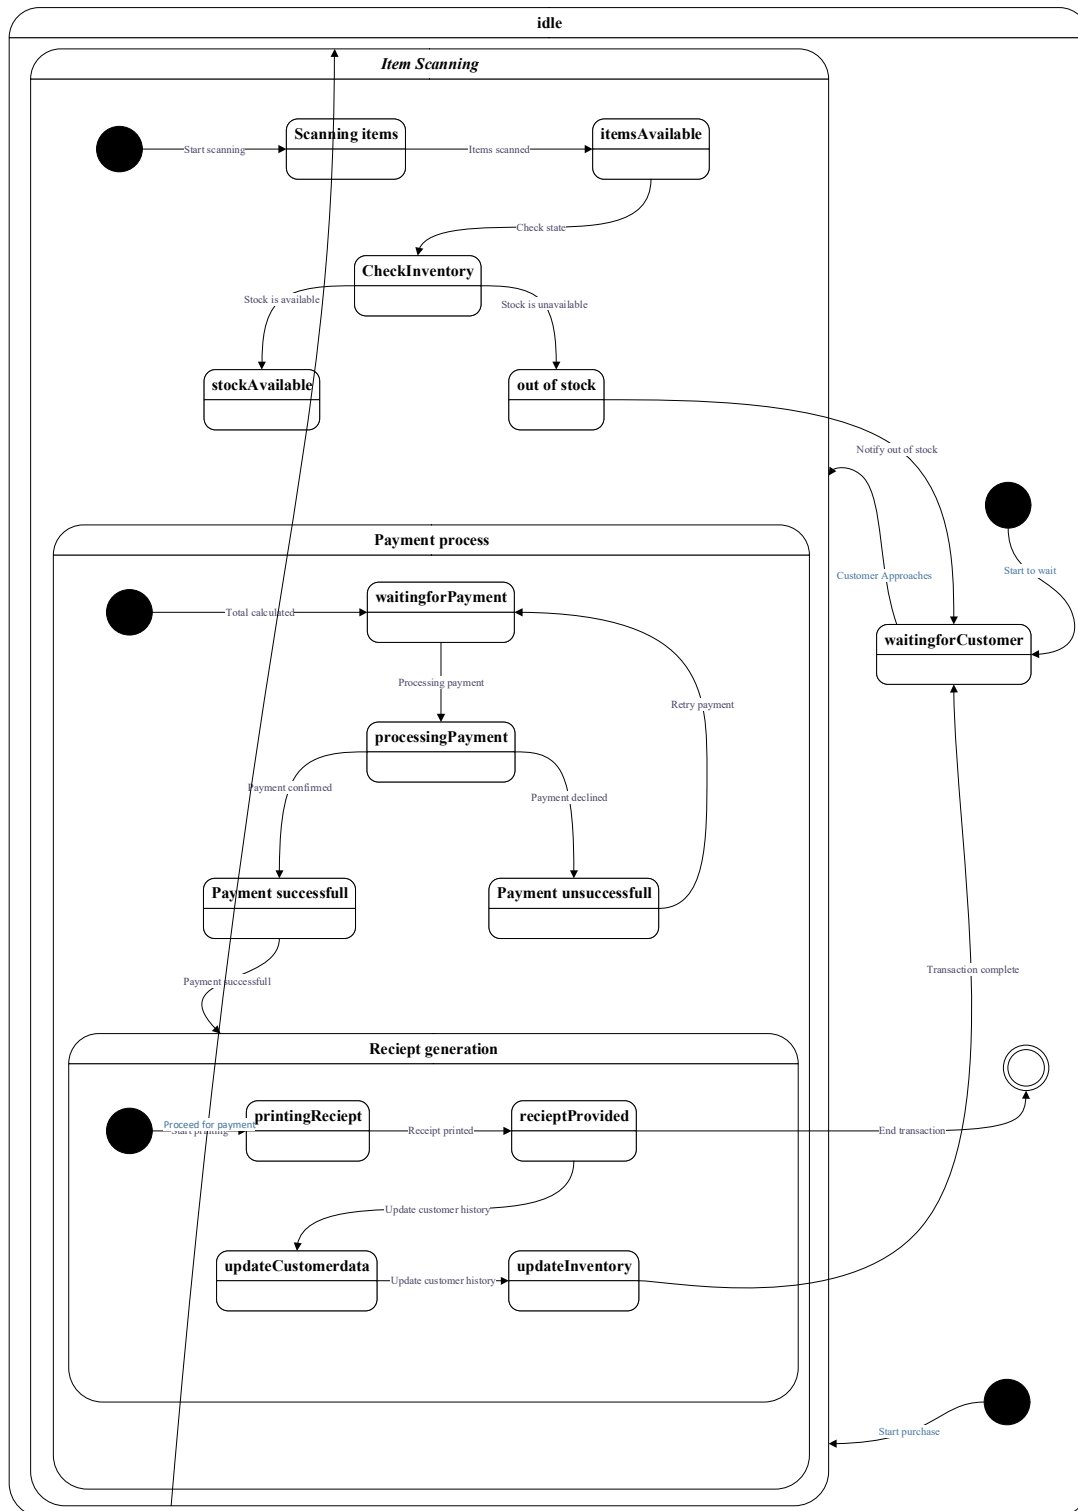 idle
Item Scanning
Scanning items
itemsAvailable
Start scanning
Items scanned
Check state
CheckInventory
Stock is available
Stock is unavailable
stockAvailable
out of stock
Notify out of stock
Payment process
Customer Approaches
Start to wait
waitingforPayment
Total calculated
waitingforCustomer
Processing payment
Retry payment
processingPayment
Payment confirmed
Payment declined
Payment successfull
Payment unsuccessfull
Transaction complete
Payment successfull
Reciept generation
printingReciept
recieptProvided
Proceed for payment
Start printing
Receipt printed
End transaction
Update customer history
updateCustomerdata
updateInventory
Update customer history
Start purchase